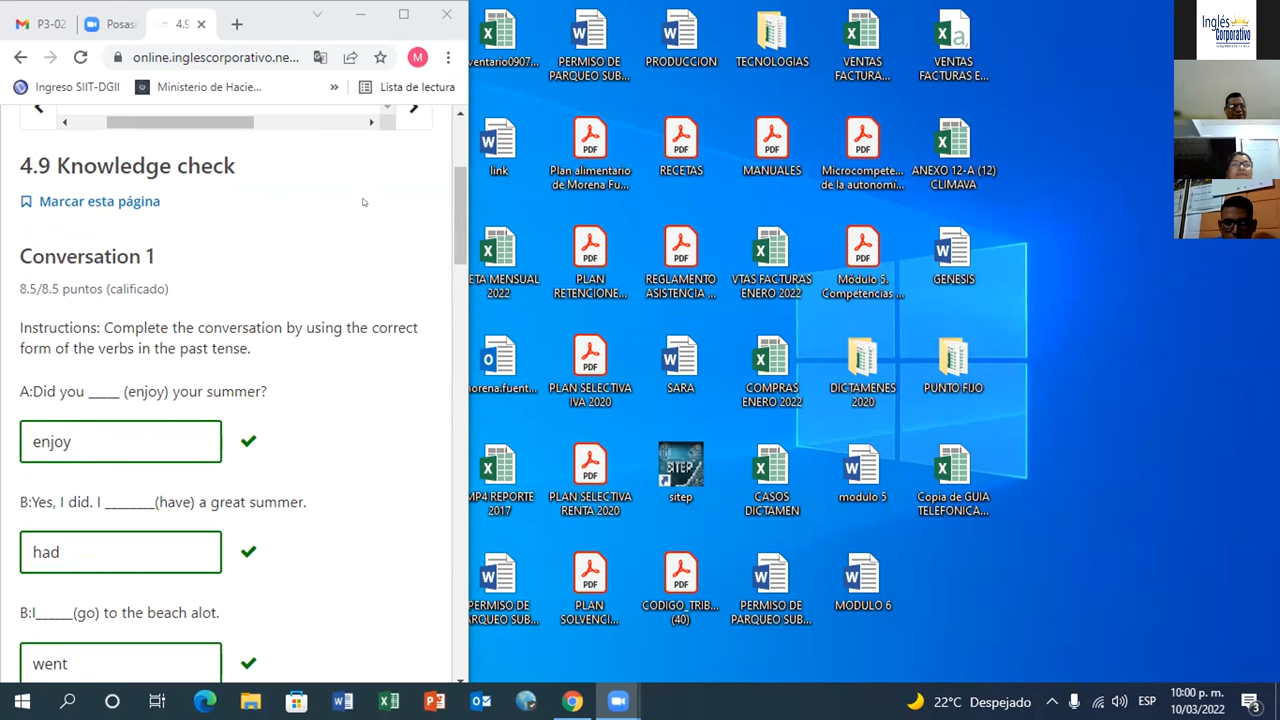 P3-02
Posas
4.9
online.inglescorporativo.ne...
M
Ingreso SIIT-DGII
Ministerio de Hacie...
»
Lista de lectura
4.9 Knowledge check
Marcar esta página
Conversation 1
8.5/8.5 puntos (calificado)
Instructions: Complete the conversation by using the correct
form of the verbs in the past tense.
A:Did you ____ (enjoy) your summer?
enjoy
B:Yes, I did. I ______(have) a great summer.
had
B:I_____(go) to the beach alot.
went
ventario0907...
PERMISO DE
PARQUEO SUB...
PRODUCCION
TECNOLOGIAS
VENTAS
FACTURA...
VENTAS
FACTURAS E...
link
Plan alimentario
de Morena Fu...
RECETAS
MANUALES
Microcompete...
de la autonomi...
ANEXO 12-A (12)
CLIMAVA
ETA MENSUAL
2022
PLAN
RETENCIONE...
REGLAMENTO
ASISTENCIA ...
VTAS FACTURAS
ENERO 2022
Módulo 5.
Competencias ...
GENESIS
morena.fuent...
PLAN SELECTIVA
IVA 2020
SARA
COMPRAS
ENERO 2022
DICTAMENES
2020
PUNTO FIJO
MP4 REPORTE
2017
PLAN SELECTIVA
RENTA 2020
SITEP
sitep
CASOS
DICTAMEN
modulo 5
Copia de GUIA
TELEFONICA...
PERMISO DE
PARQUEO SUB...
PLAN
SOLVENCI...
CODIGO_TRIB...
(40)
PERMISO DE
PARQUEO SUB...
MODULO 6
Inglés
Corporativo
22°C Despejado
ESP
10:00 p. m.
10/03/2022
3